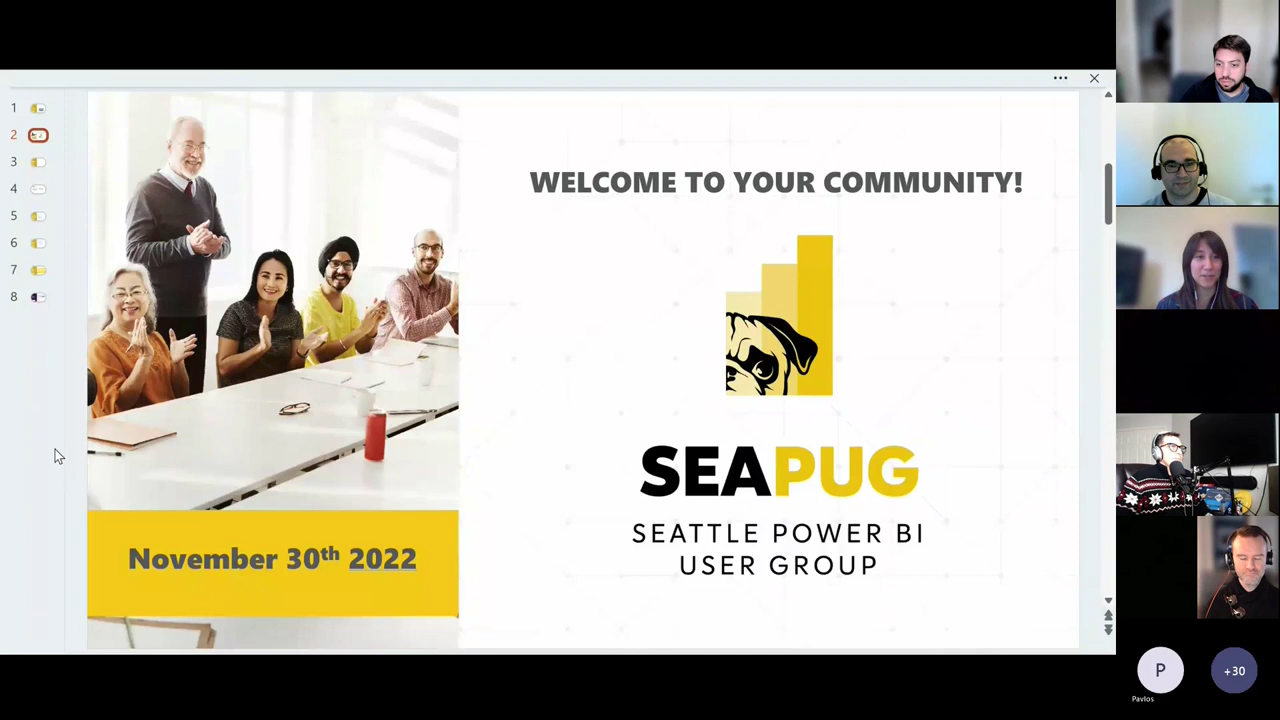 1
2
3
4
5
6
7
8
WELCOME TO YOUR COMMUNITY!
SEAPUG
SEATTLE POWER BI
USER GROUP
November 30th 2022
P
Pavlos
+30